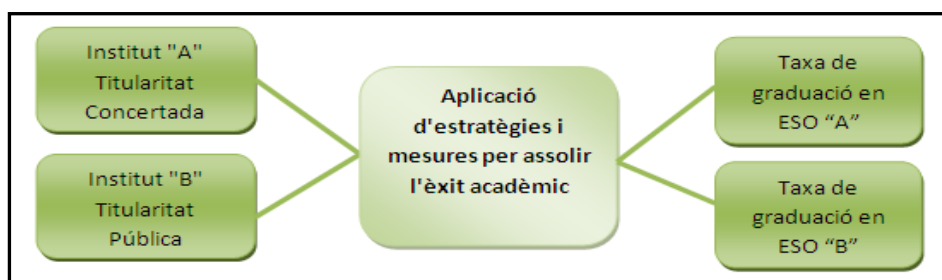 Institut "A"
Titularitat
Concertada
Institut "B"
Titularitat
Pública
Aplicació
d'estratègies i
mesures per assolir
l'èxit acadèmic
Taxa de
graduació en
ESO “A”
Taxa de
graduació en
ESO “B”